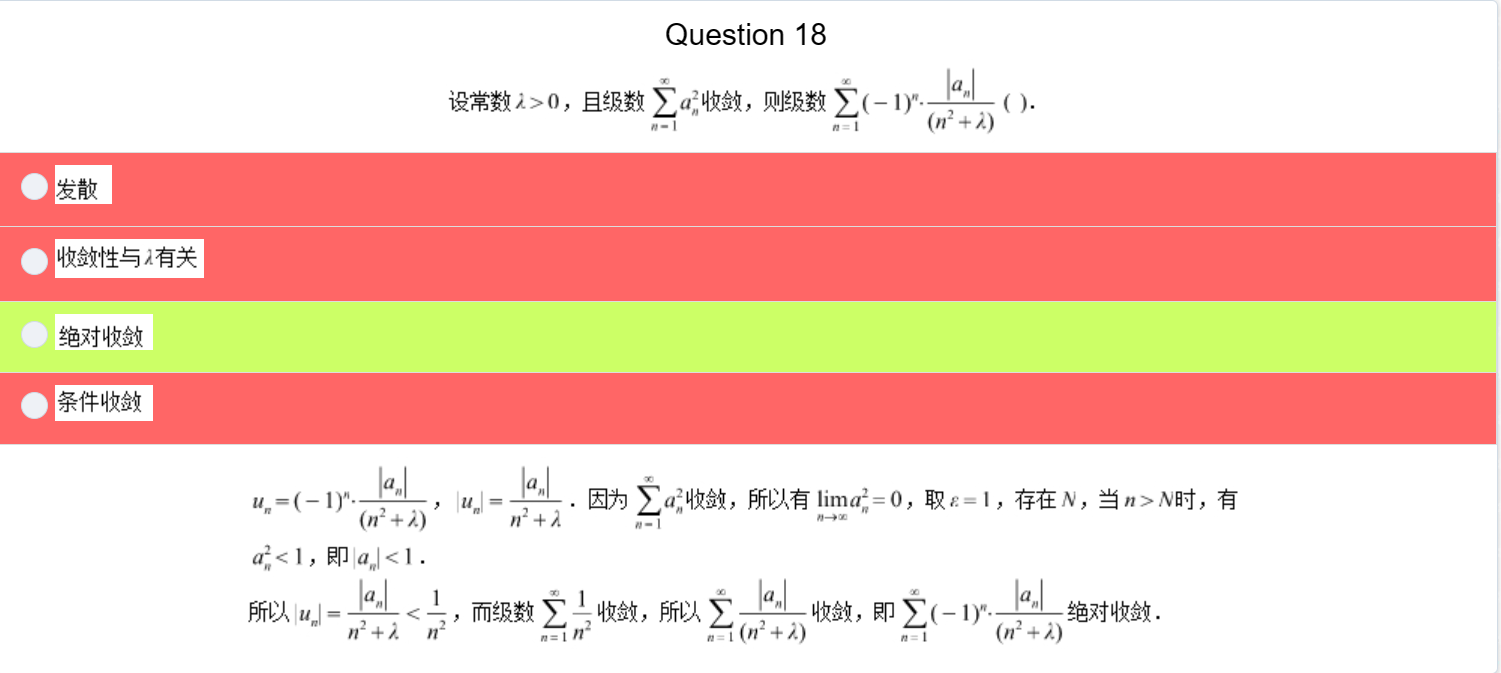 Question 18
设常数 λ>0，且级数 $\sum_{n=1}^{\infty} a_n^2$ 收敛，则级数 $\sum_{n=1}^{\infty} (-1)^n \cdot \frac{|a_n|}{(n^2+\lambda)}$ ( ).
发散
收敛性与 λ 有关
绝对收敛
条件收敛
$u_n = (-1)^n \cdot \frac{|a_n|}{(n^2+\lambda)}$，$|u_n| = \frac{|a_n|}{n^2+\lambda}$．因为 $\sum_{n=1}^{\infty} a_n^2$ 收敛，所以有 $\lim_{n\to\infty} a_n^2 = 0$，取 ε=1，存在 N，当 n>N时，有
$a_n^2 < 1$，即 $|a_n| < 1$．
所以 $|u_n| = \frac{|a_n|}{n^2+\lambda} < \frac{1}{n^2}$，而级数 $\sum_{n=1}^{\infty} \frac{1}{n^2}$ 收敛，所以 $\sum_{n=1}^{\infty} \frac{|a_n|}{(n^2+\lambda)}$ 收敛，即 $\sum_{n=1}^{\infty} (-1)^n \cdot \frac{|a_n|}{(n^2+\lambda)}$ 绝对收敛．